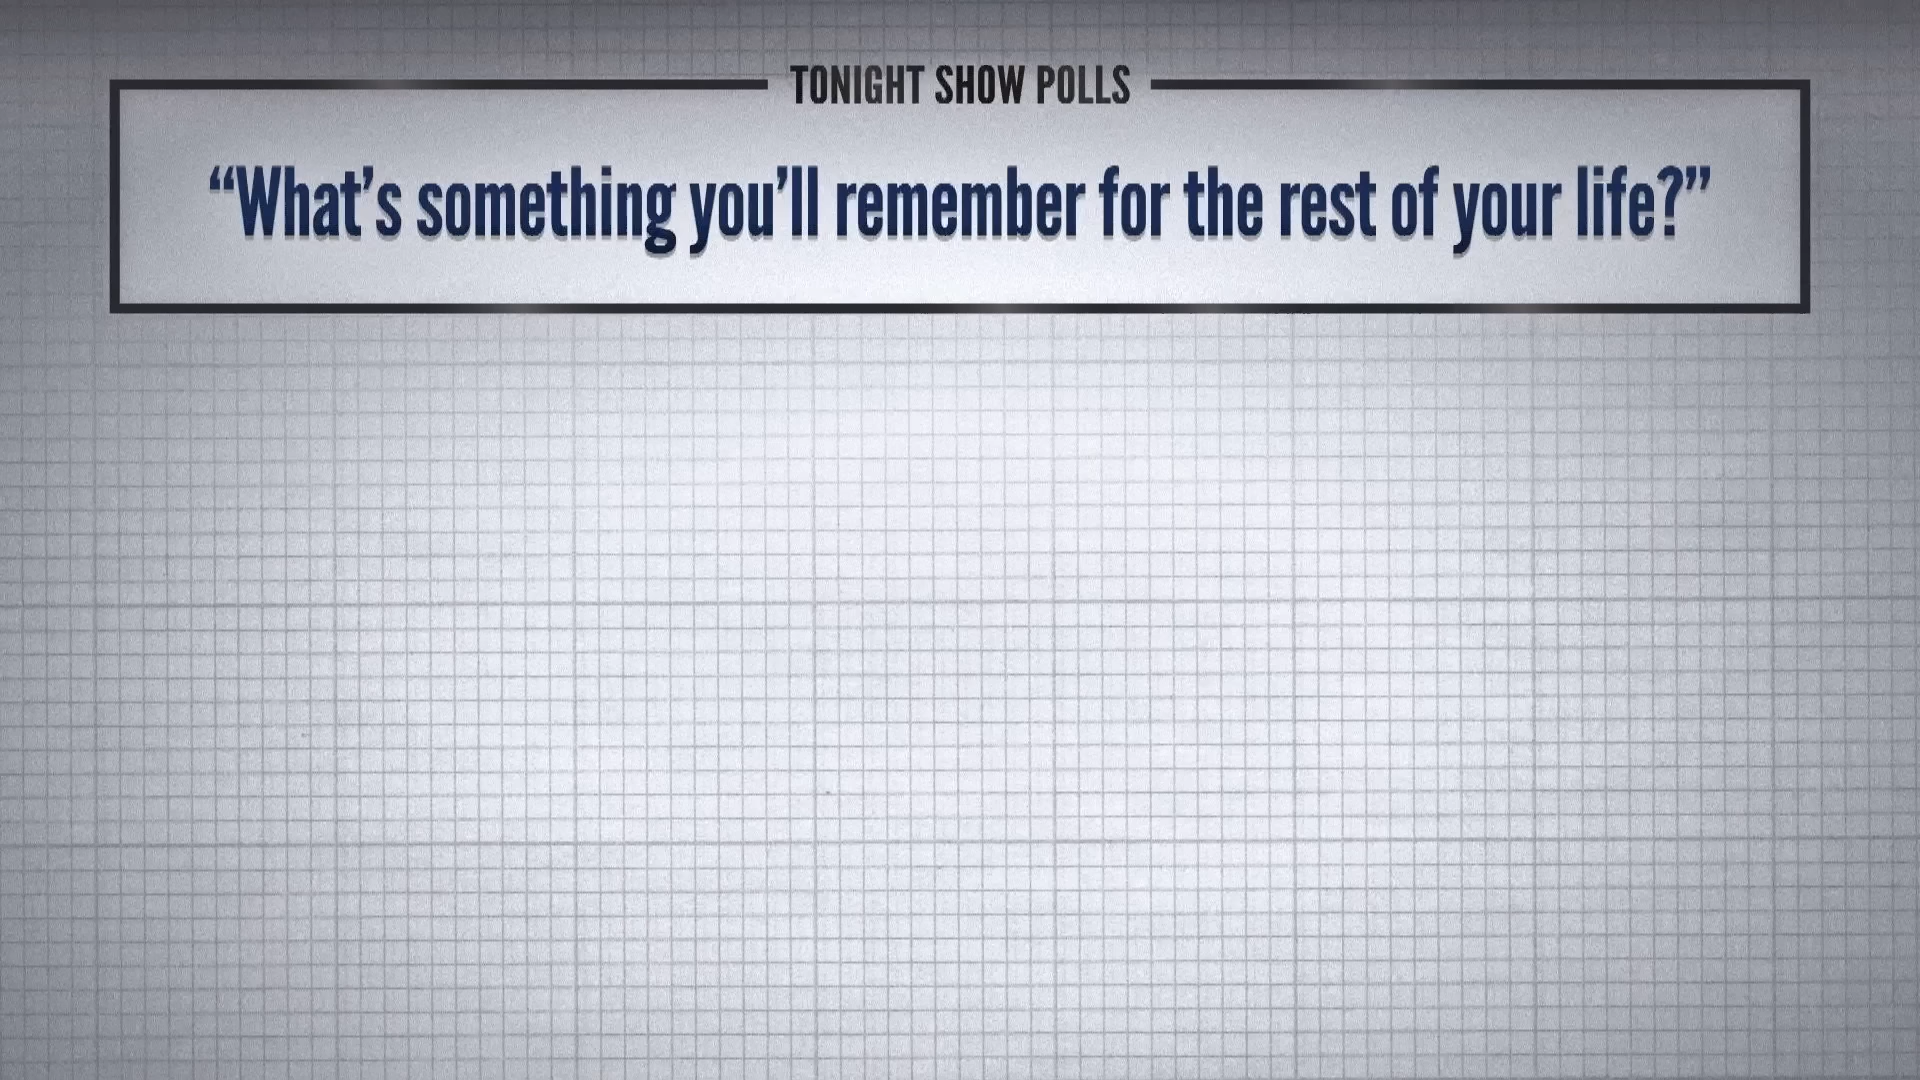 TONIGHT SHOW POLLS
“What’s something you’ll remember for the rest of your life?”